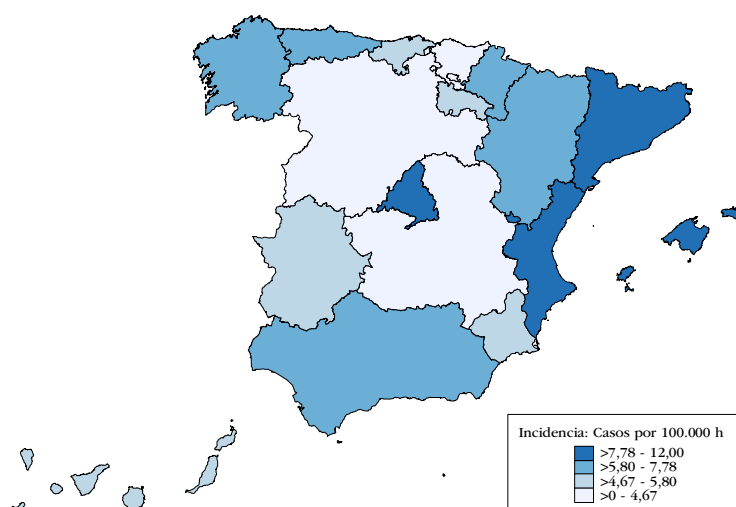 Incidencia: Casos por 100.000 h
>7,78 - 12,00
>5,80 - 7,78
>4,67 - 5,80
>0 - 4,67